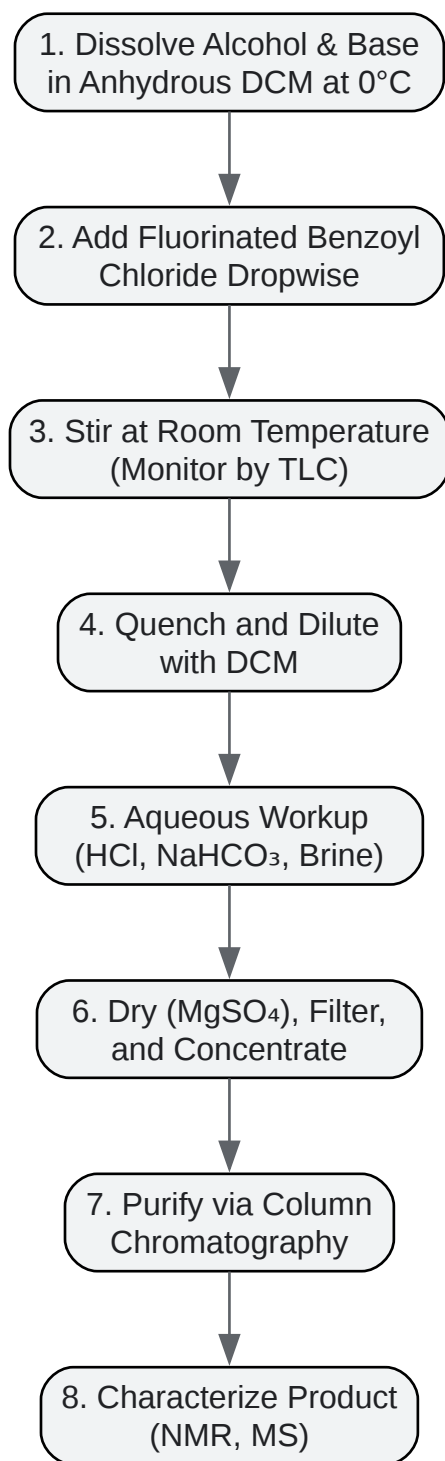 1. Dissolve Alcohol & Base
in Anhydrous DCM at 0°C
2. Add Fluorinated Benzoyl
Chloride Dropwise
3. Stir at Room Temperature
(Monitor by TLC)
4. Quench and Dilute
with DCM
5. Aqueous Workup
(HCl, NaHCO₃, Brine)
6. Dry (MgSO₄), Filter,
and Concentrate
7. Purify via Column
Chromatography
8. Characterize Product
(NMR, MS)